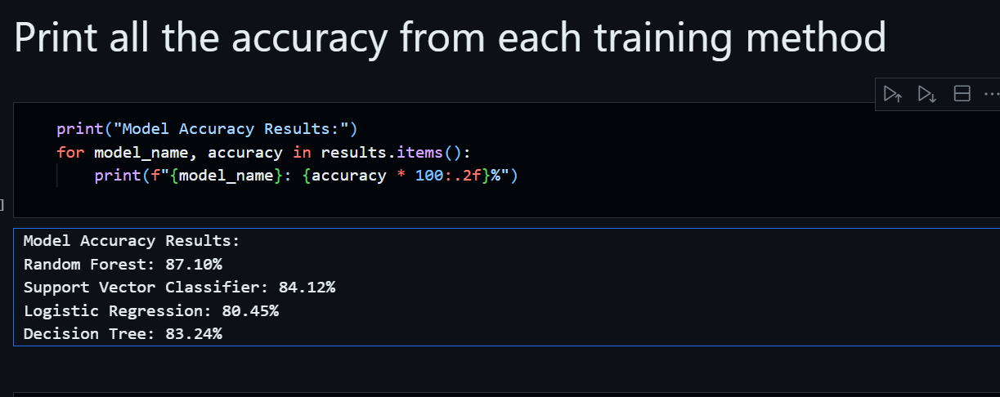 Print all the accuracy from each training method
print("Model Accuracy Results:")
for model_name, accuracy in results.items():
    print(f"{model_name}: {accuracy * 100:.2f}%")
]
Model Accuracy Results:
Random Forest: 87.10%
Support Vector Classifier: 84.12%
Logistic Regression: 80.45%
Decision Tree: 83.24%